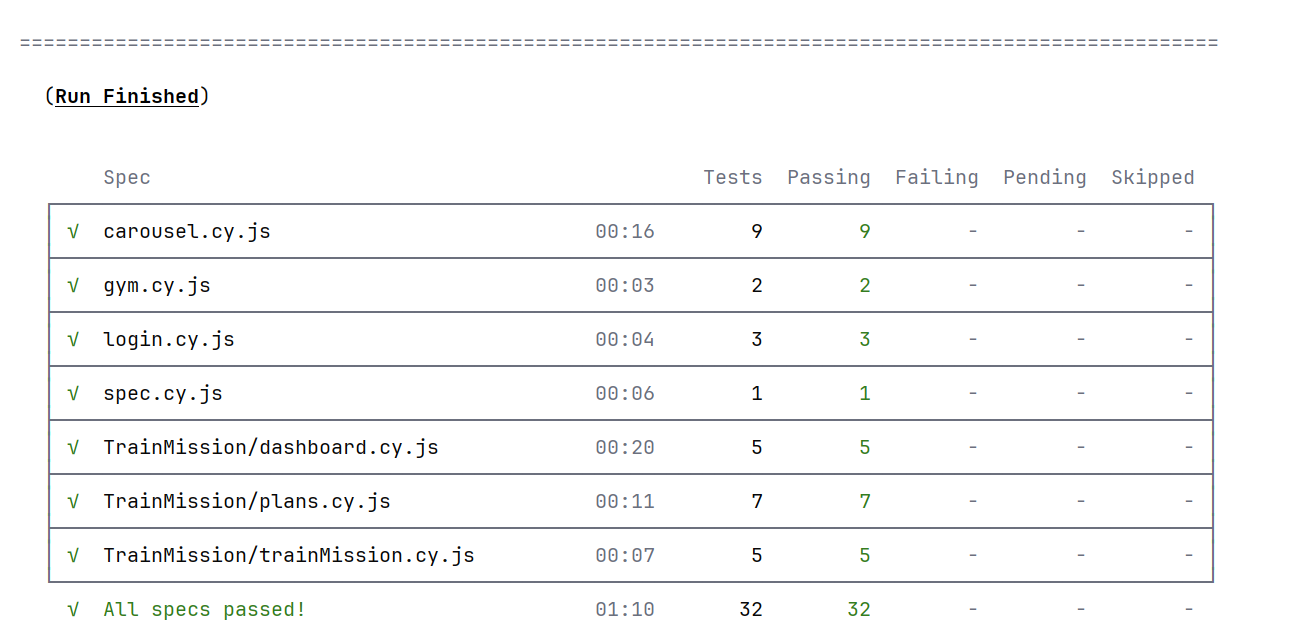 ====================================================================================================
(Run Finished)
Spec Tests Passing Failing Pending Skipped
√ carousel.cy.js 00:16 9 9 - - -
√ gym.cy.js 00:03 2 2 - - -
√ login.cy.js 00:04 3 3 - - -
√ spec.cy.js 00:06 1 1 - - -
√ TrainMission/dashboard.cy.js 00:20 5 5 - - -
√ TrainMission/plans.cy.js 00:11 7 7 - - -
√ TrainMission/trainMission.cy.js 00:07 5 5 - - -
√ All specs passed! 01:10 32 32 - - -